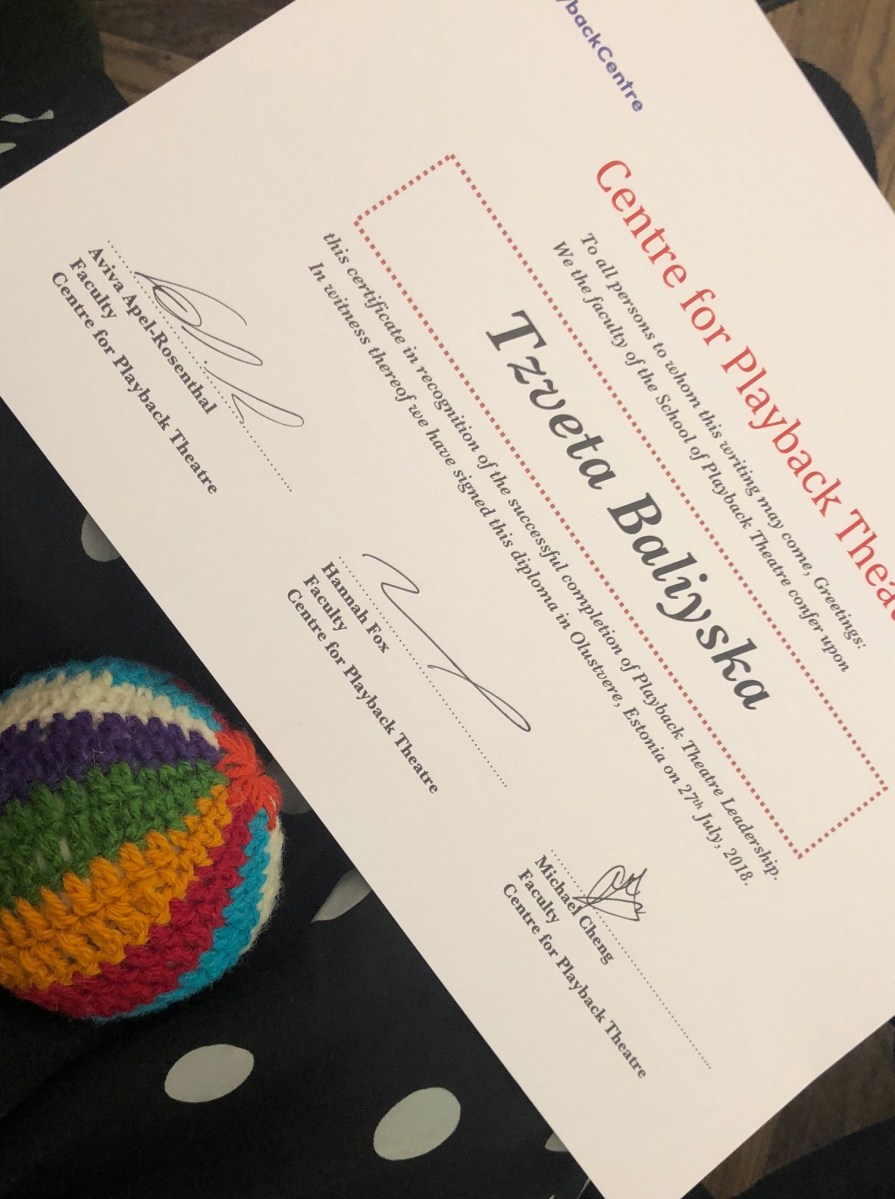 ybackCentre
Centre for Playback Thea
To all persons to whom this writing may come, Greetings:
We the faculty of the School of Playback Theatre confer upon
Tzveta Baliyska
this certificate in recognition of the successful completion of Playback Theatre Leadership.
In witness thereof we have signed this diploma in Olustvere, Estonia on 27th July, 2018.
Aviva Apel-Rosenthal
Faculty
Centre for Playback Theatre
Hannah Fox
Faculty
Centre for Playback Theatre
Michael Cheng
Faculty
Centre for Playback Theatre